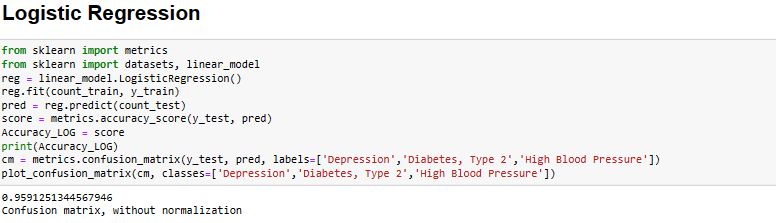 Logistic Regression
from sklearn import metrics
from sklearn import datasets, linear_model
reg = linear_model.LogisticRegression()
reg.fit(count_train, y_train)
pred = reg.predict(count_test)
score = metrics.accuracy_score(y_test, pred)
Accuracy_LOG = score
print(Accuracy_LOG)
cm = metrics.confusion_matrix(y_test, pred, labels=['Depression','Diabetes, Type 2','High Blood Pressure'])
plot_confusion_matrix(cm, classes=['Depression','Diabetes, Type 2','High Blood Pressure'])
0.9591251344567946
Confusion matrix, without normalization